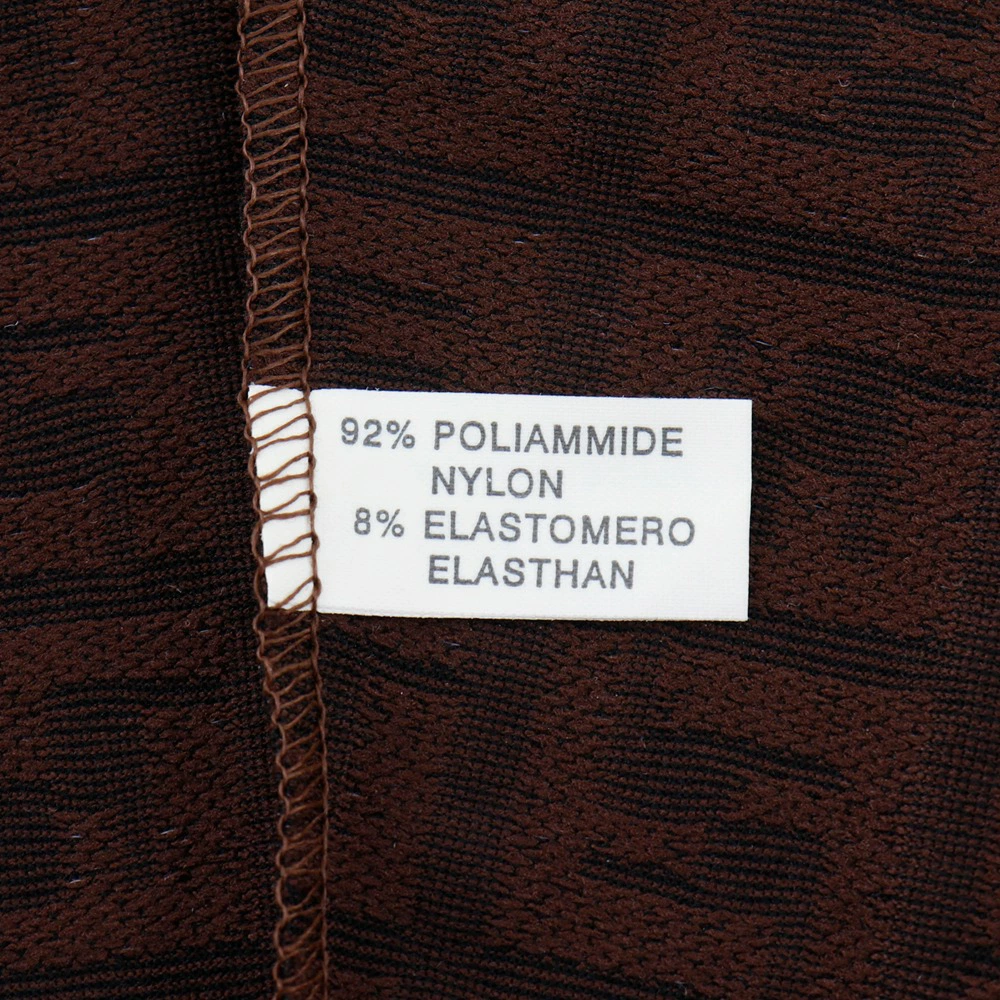 92% POLIAMMIDE
NYLON
8% ELASTOMERO
ELASTHAN